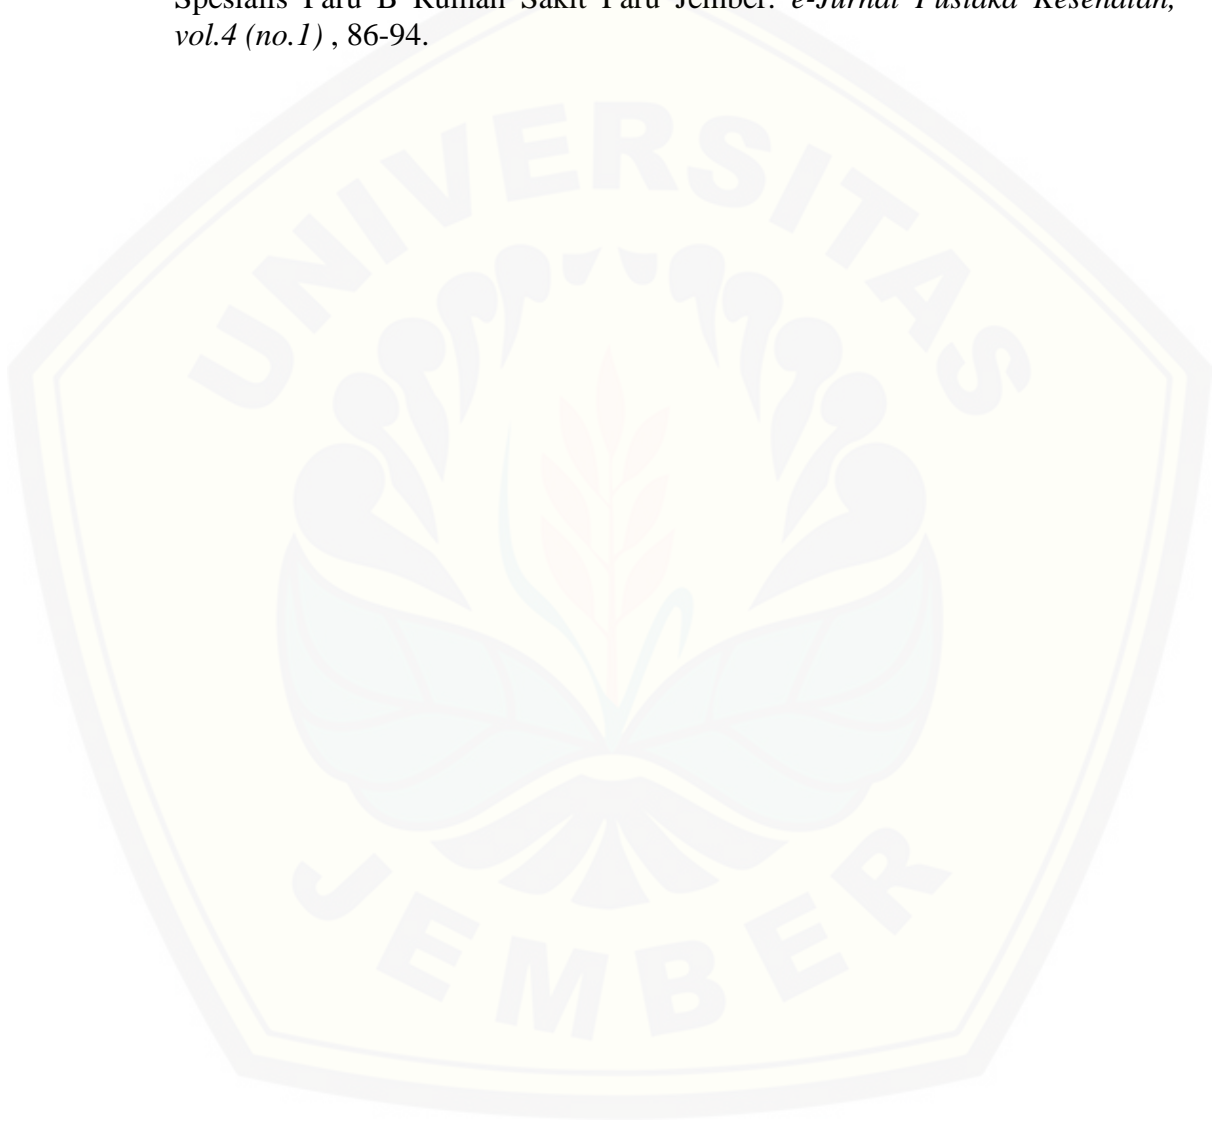 Spesialis Paru B Rumah Sakit Paru Jember. e-Jurnal Pustaka Kesehatan,
vol.4 (no.1) , 86-94.
UNIVERSITAS
JEMBER